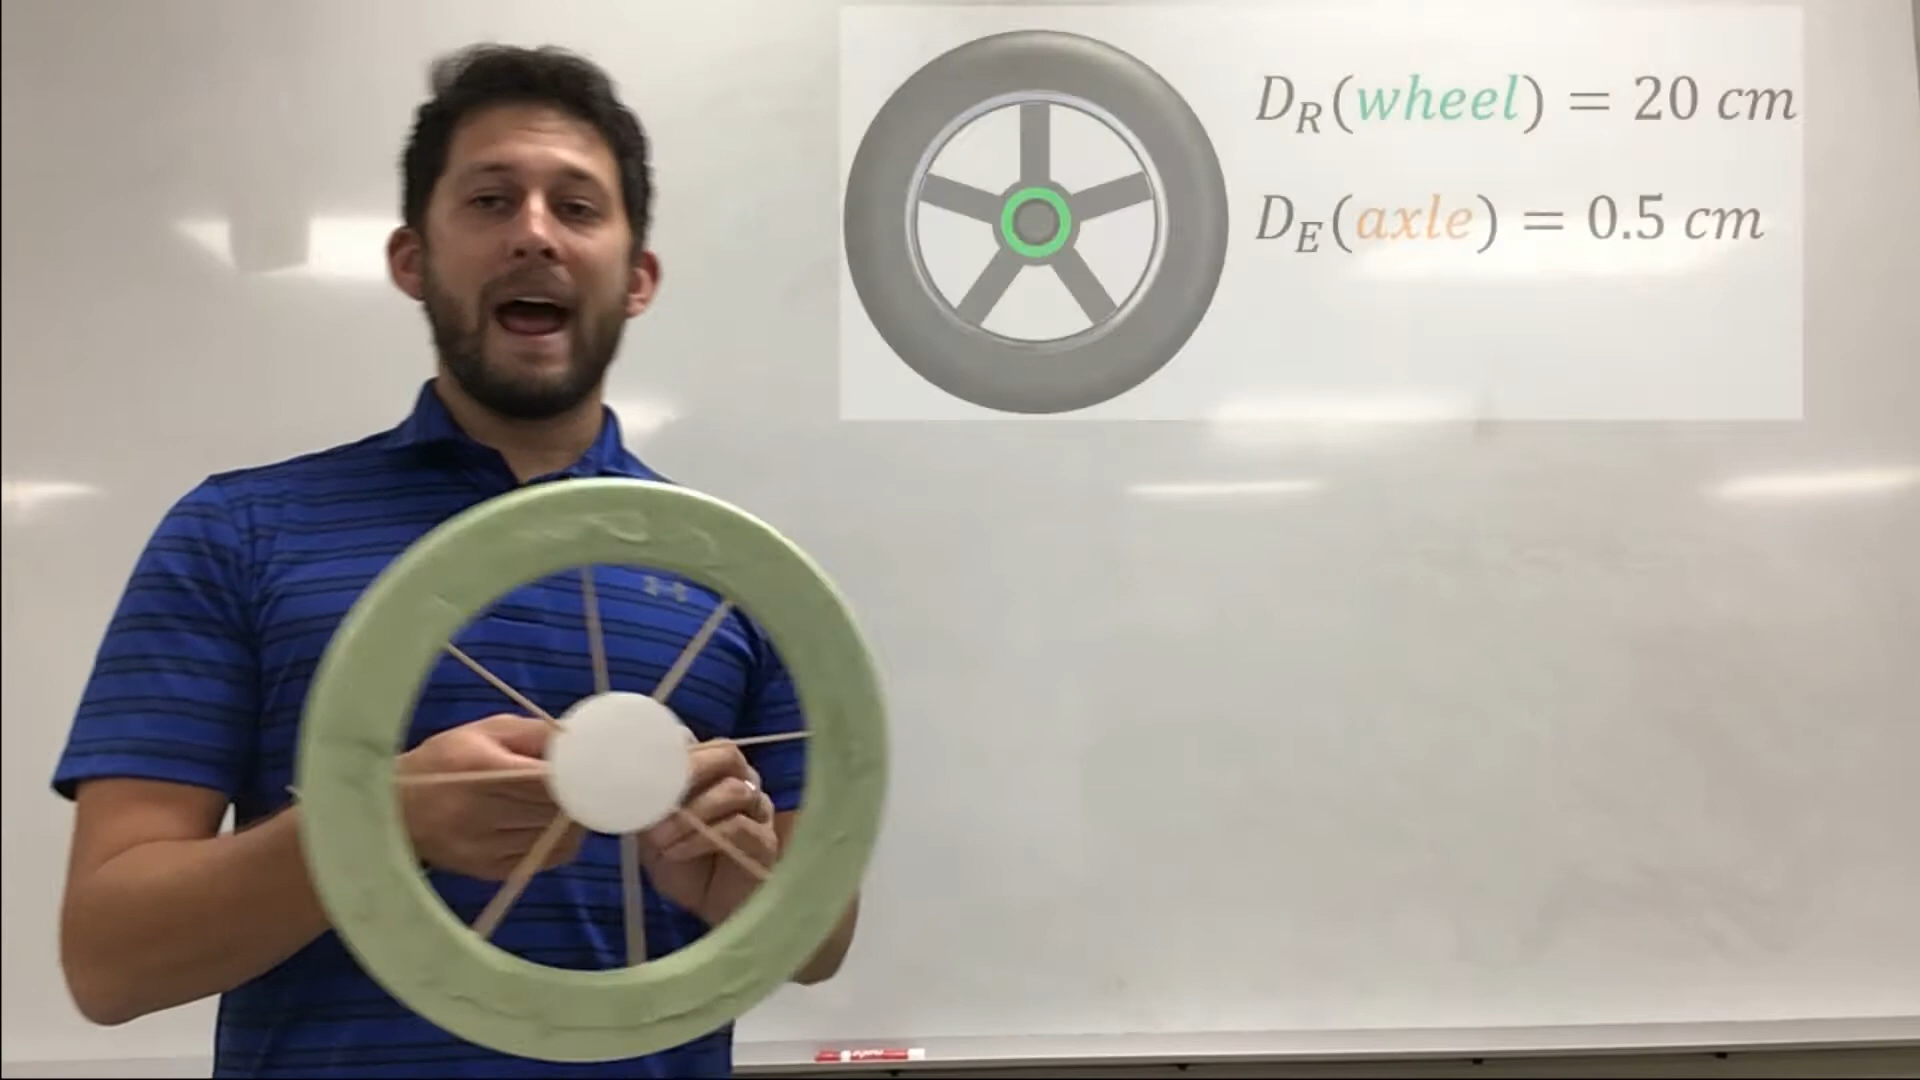 D_R(wheel) = 20 cm
D_E(axle) = 0.5 cm